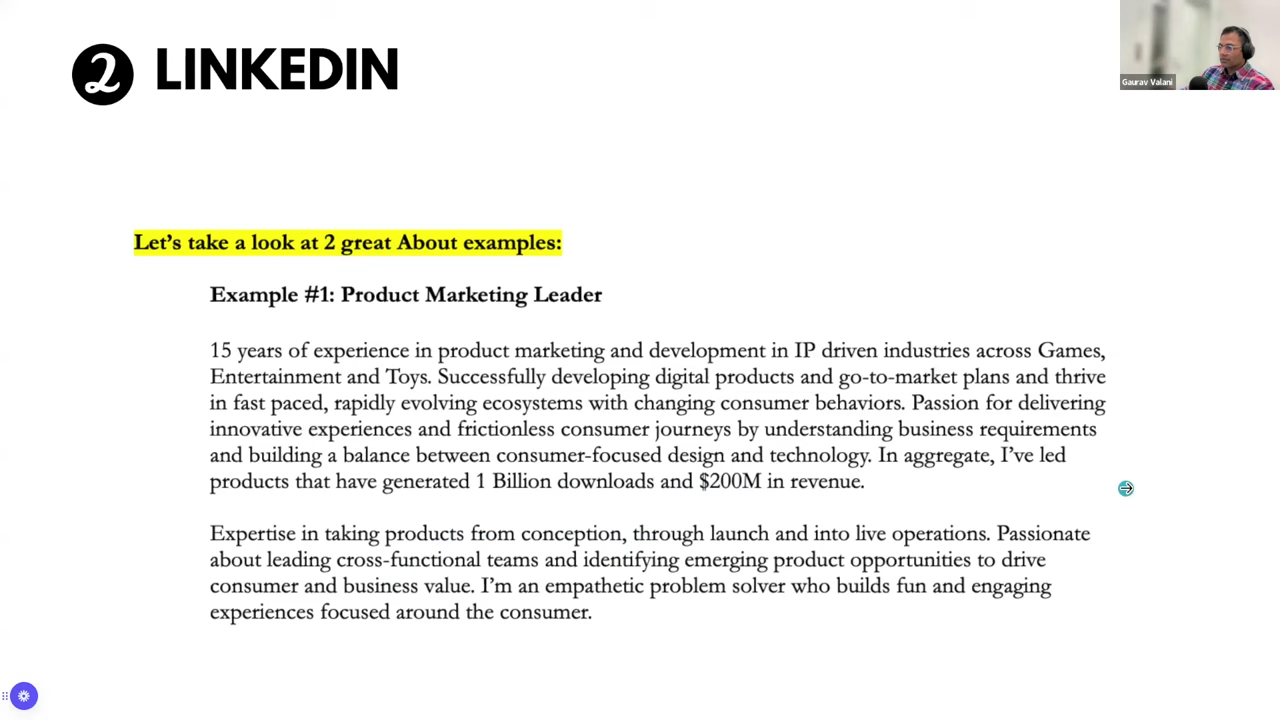 2 LINKEDIN
Gaurav Valani
Let's take a look at 2 great About examples:
Example #1: Product Marketing Leader
15 years of experience in product marketing and development in IP driven industries across Games,
Entertainment and Toys. Successfully developing digital products and go-to-market plans and thrive
in fast paced, rapidly evolving ecosystems with changing consumer behaviors. Passion for delivering
innovative experiences and frictionless consumer journeys by understanding business requirements
and building a balance between consumer-focused design and technology. In aggregate, I've led
products that have generated 1 Billion downloads and $200M in revenue.
Expertise in taking products from conception, through launch and into live operations. Passionate
about leading cross-functional teams and identifying emerging product opportunities to drive
consumer and business value. I'm an empathetic problem solver who builds fun and engaging
experiences focused around the consumer.